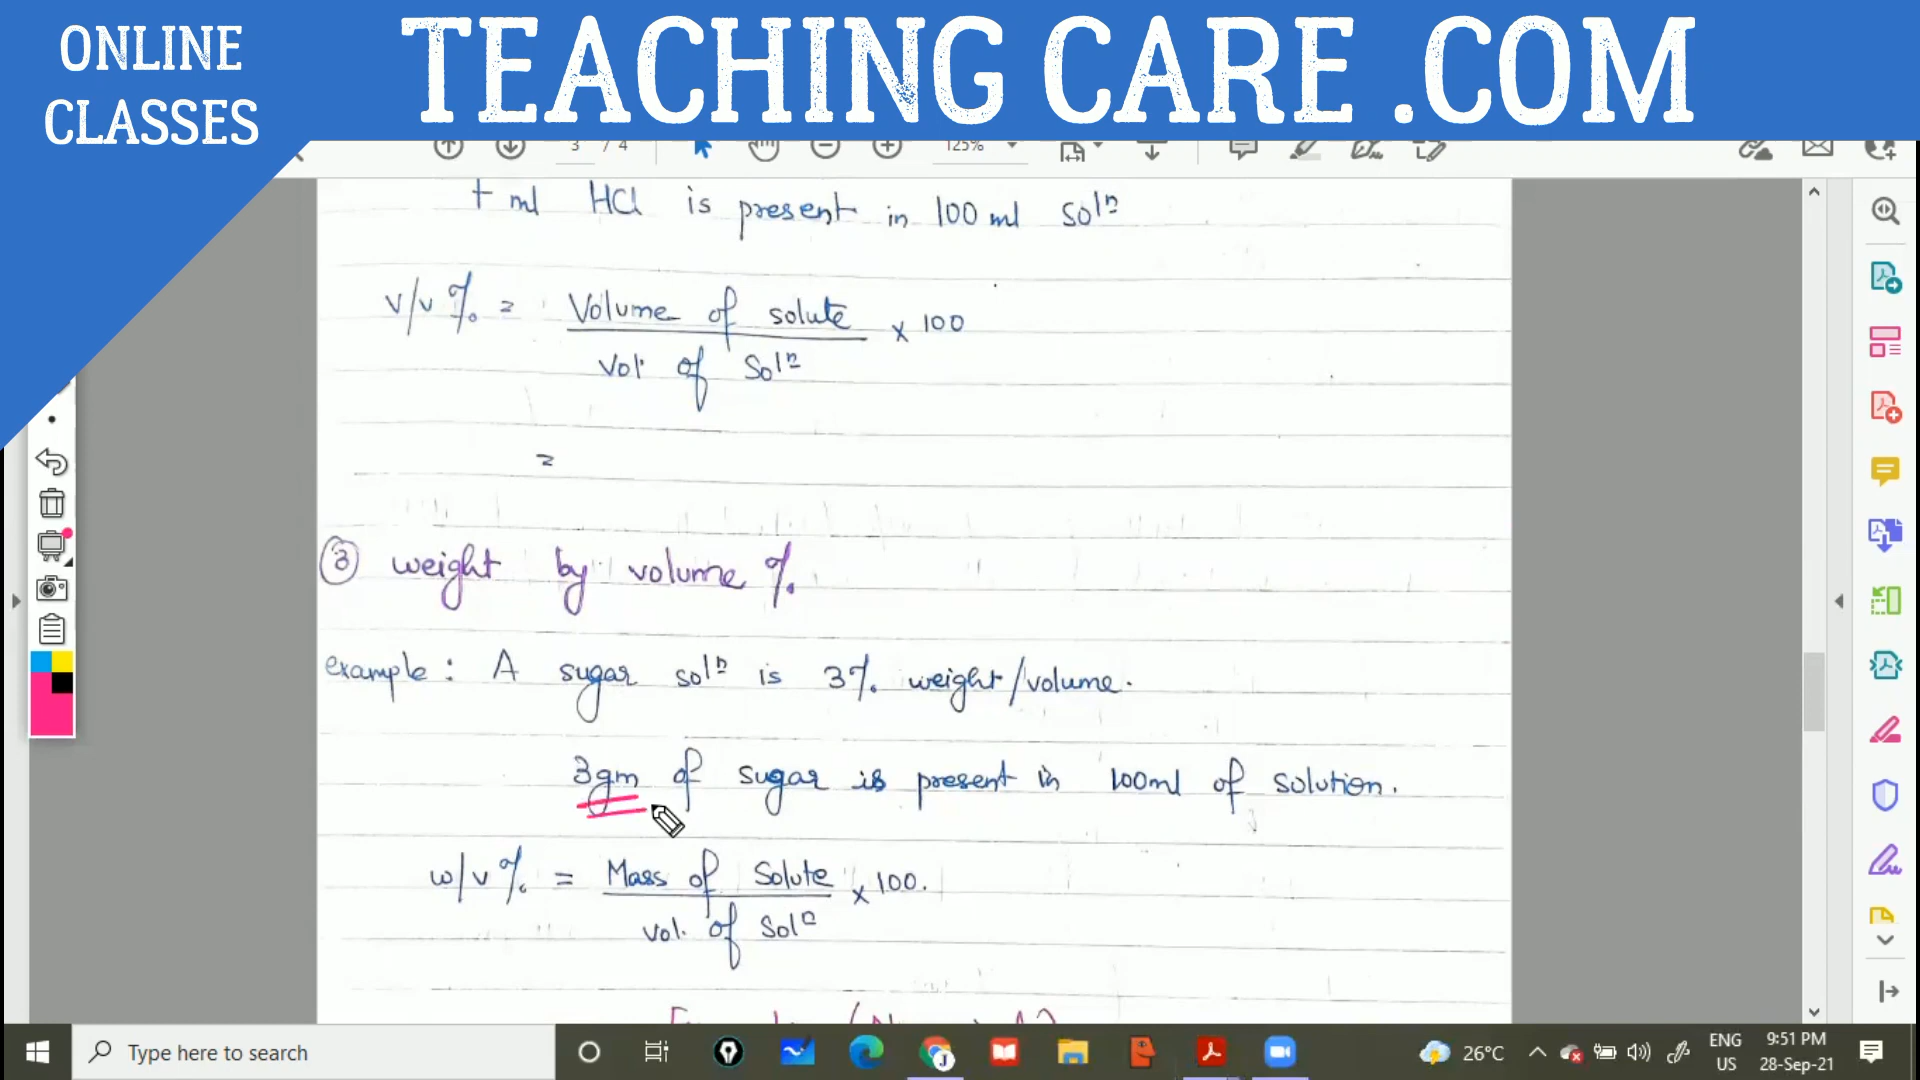 ONLINE
CLASSES
TEACHING CARE .COM
3 / 4
125%
ml HCl is present in 100 ml solⁿ
v/v % = Volume of solute × 100
Vol. of solⁿ
=
③ weight by volume %.
example : A sugar solⁿ is 3% weight/volume.
3gm of sugar is present in 100ml of solution.
w/v % = Mass of Solute × 100.
vol. of Solⁿ
Type here to search
26°C
ENG
US
9:51 PM
28-Sep-21